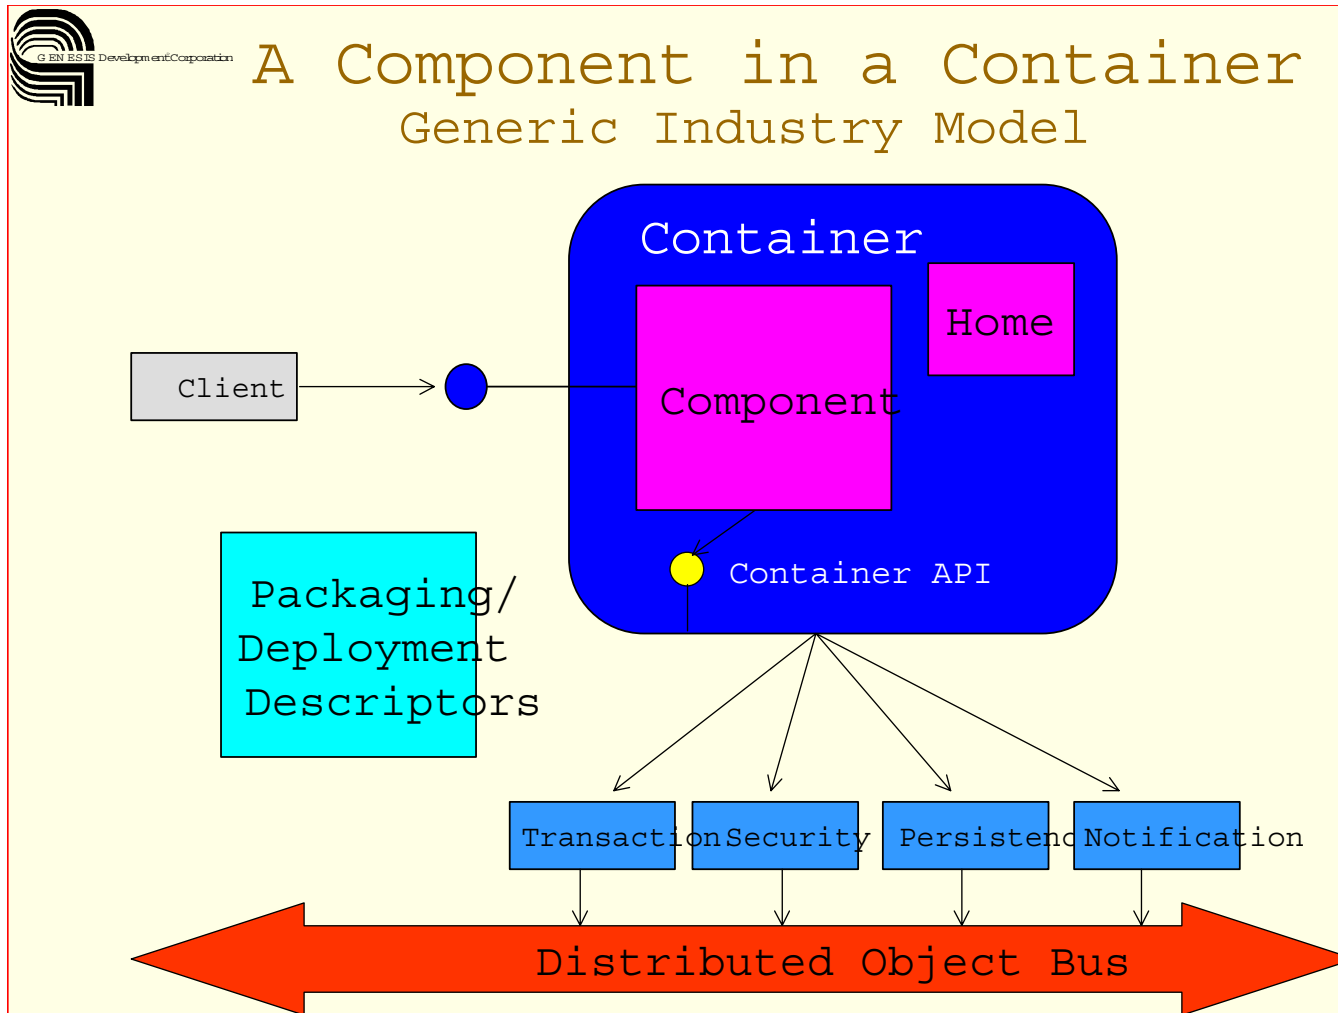 GENESIS Development Corporation
A Component in a Container
Generic Industry Model
Container
Home
Client
Component
Container API
Packaging/
Deployment
Descriptors
Transaction Security Persistenc Notification
Distributed Object Bus